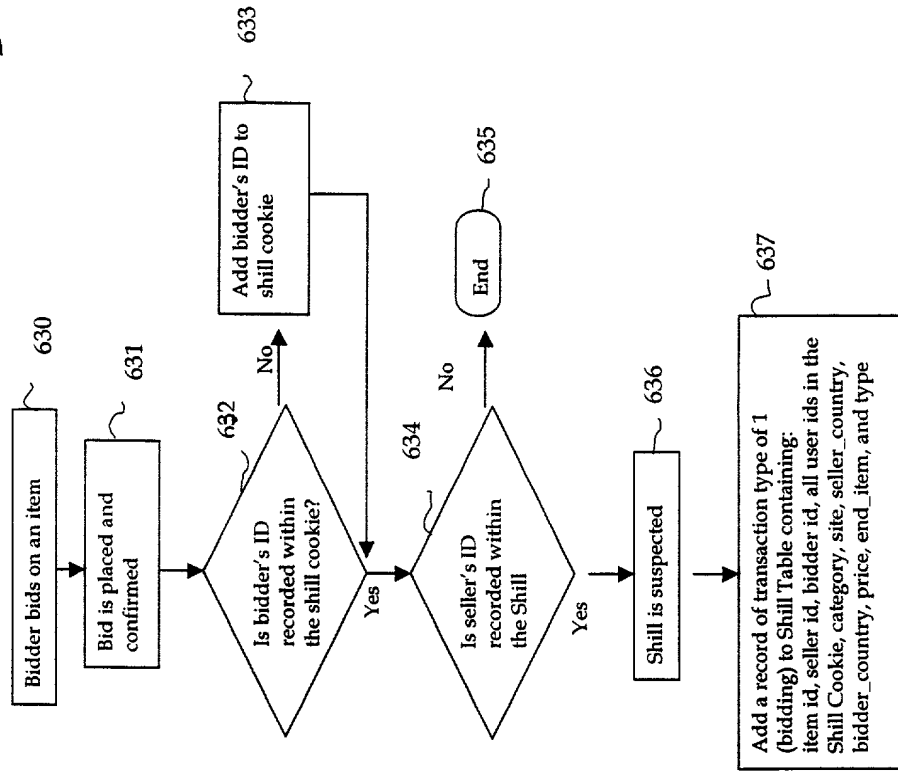 Bidder bids on an item
630
Bid is placed and
confirmed
631
632
Is bidder's ID
recorded within
the shill cookie?
No
Add bidder's ID to
shill cookie
633
Yes
634
Is seller's ID
recorded within
the Shill
No
End
635
Yes
Shill is suspected
636
Add a record of transaction type of 1
(bidding) to Shill Table containing:
item id, seller id, bidder id, all user ids in the
Shill Cookie, category, site, seller_country,
bidder_country, price, end_item, and type
637